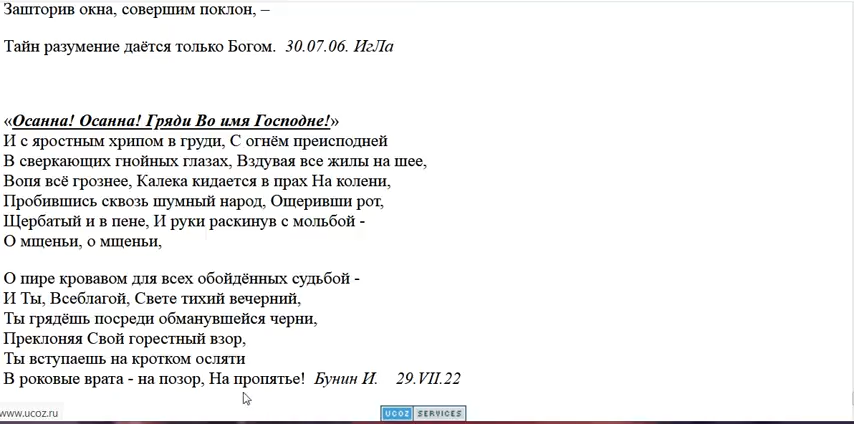 Зашторив окна, совершим поклон, –
Тайн разумение даётся только Богом.  30.07.06. ИгЛа
«Осанна! Осанна! Гряди Во имя Господне!»
И с яростным хрипом в груди, С огнём преисподней
В сверкающих гнойных глазах, Вздувая все жилы на шее,
Вопя всё грознее, Калека кидается в прах На колени,
Пробившись сквозь шумный народ, Ощеривши рот,
Щербатый и в пене, И руки раскинув с мольбой -
О мщеньи, о мщеньи,
О пире кровавом для всех обойдённых судьбой -
И Ты, Всеблагой, Свете тихий вечерний,
Ты грядёшь посреди обманувшейся черни,
Преклоняя Свой горестный взор,
Ты вступаешь на кротком осляти
В роковые врата - на позор, На пропятье!  Бунин И.    29.VII.22
www.ucoz.ru
UCOZ SERVICES